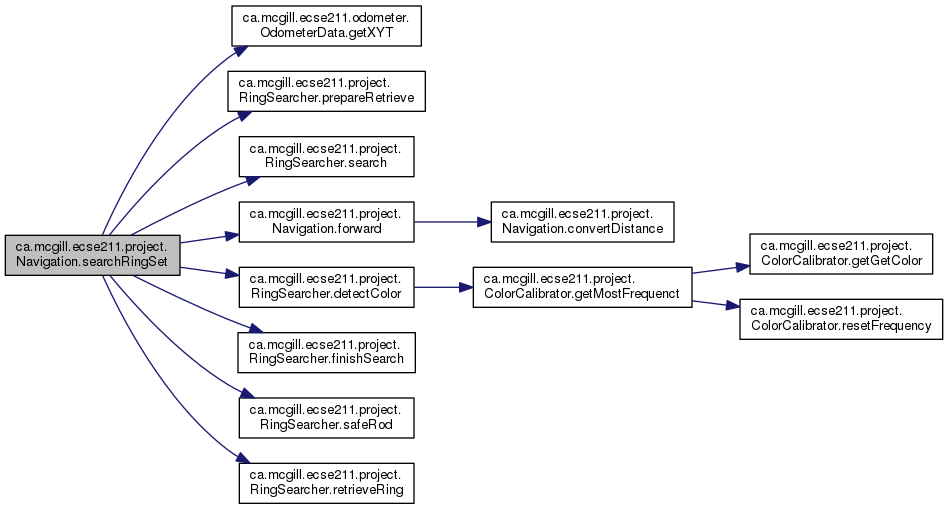 ca.mcgill.ecse211.project.
Navigation.searchRingSet
ca.mcgill.ecse211.odometer.
OdometerData.getXYT
ca.mcgill.ecse211.project.
RingSearcher.prepareRetrieve
ca.mcgill.ecse211.project.
RingSearcher.search
ca.mcgill.ecse211.project.
Navigation.forward
ca.mcgill.ecse211.project.
Navigation.convertDistance
ca.mcgill.ecse211.project.
RingSearcher.detectColor
ca.mcgill.ecse211.project.
ColorCalibrator.getMostFrequenct
ca.mcgill.ecse211.project.
ColorCalibrator.getGetColor
ca.mcgill.ecse211.project.
ColorCalibrator.resetFrequency
ca.mcgill.ecse211.project.
RingSearcher.finishSearch
ca.mcgill.ecse211.project.
RingSearcher.safeRod
ca.mcgill.ecse211.project.
RingSearcher.retrieveRing